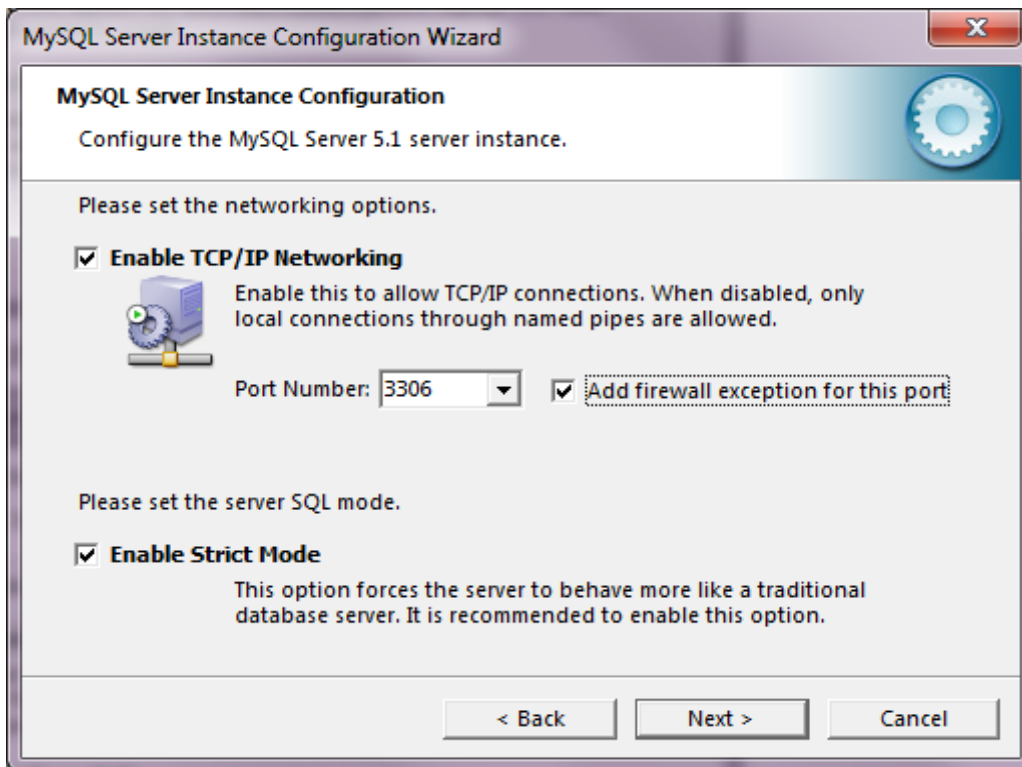 MySQL Server Instance Configuration Wizard
MySQL Server Instance Configuration
Configure the MySQL Server 5.1 server instance.
Please set the networking options.
Enable TCP/IP Networking
Enable this to allow TCP/IP connections. When disabled, only
local connections through named pipes are allowed.
Port Number: 3306 Add firewall exception for this port
Please set the server SQL mode.
Enable Strict Mode
This option forces the server to behave more like a traditional
database server. It is recommended to enable this option.
< Back Next > Cancel